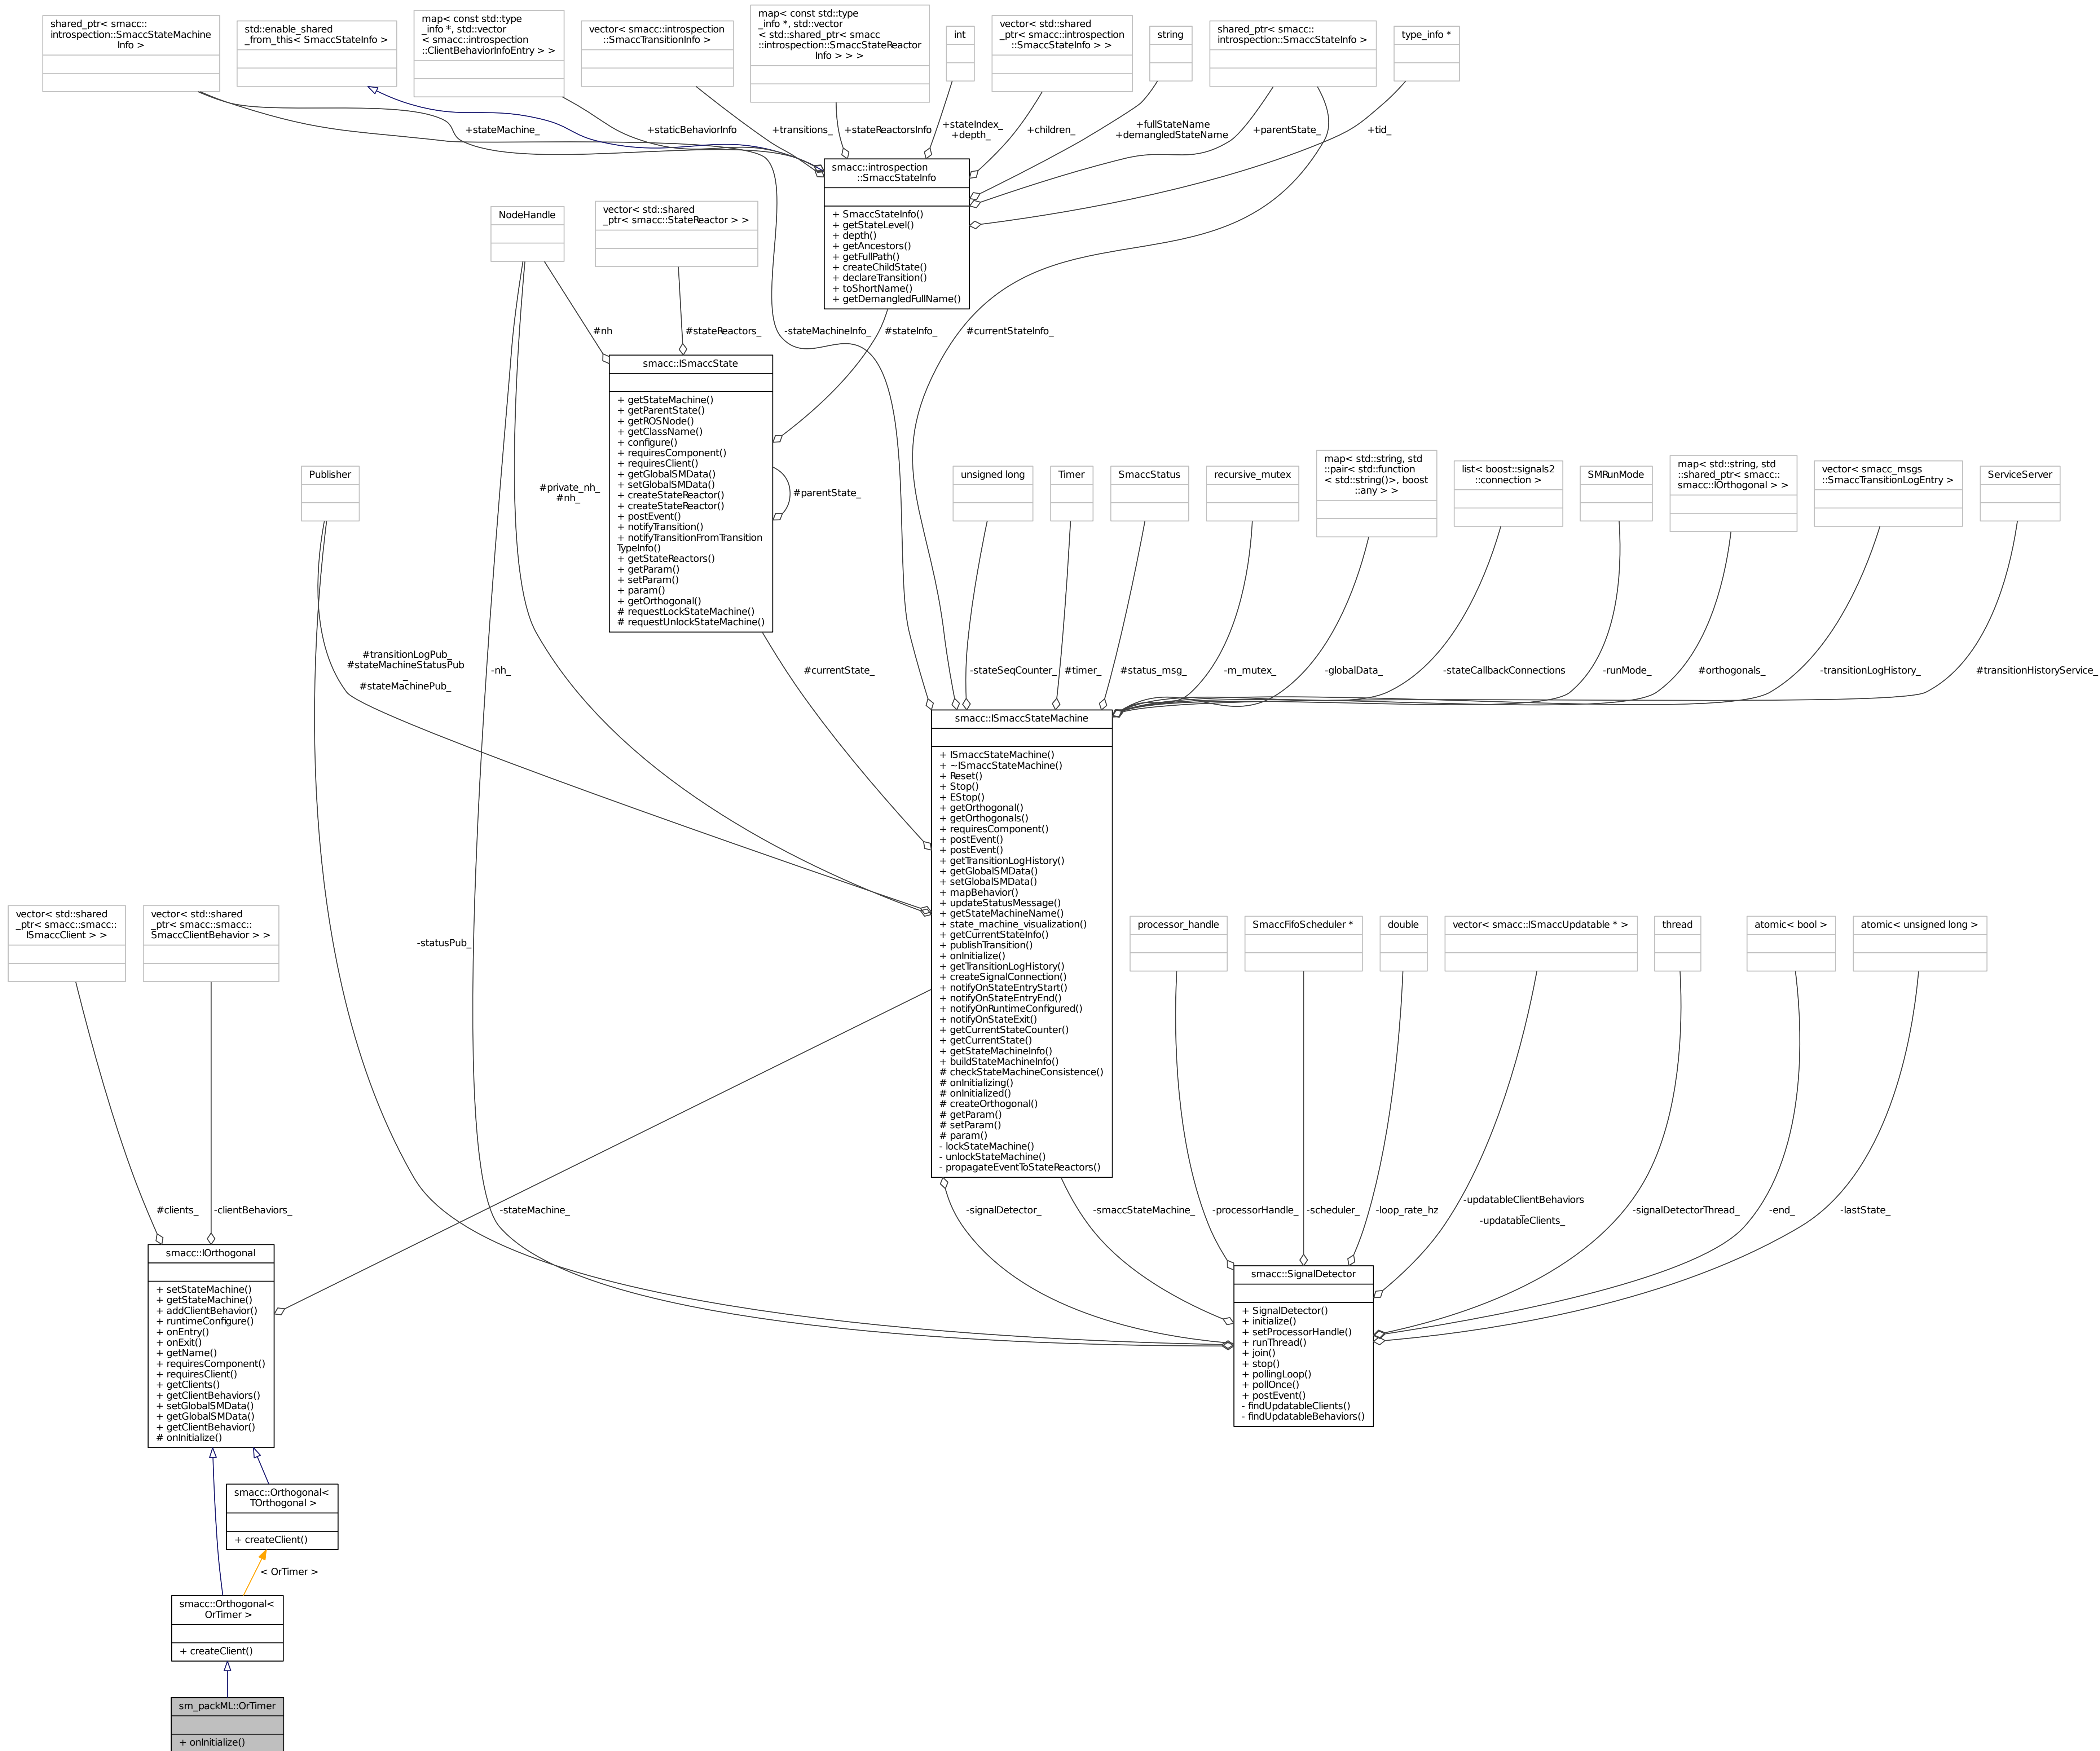 shared_ptr< smacc::
introspection::SmaccStateMachine
Info >
std::enable_shared
_from_this< SmaccStateInfo >
map< const std::type
_info *, std::vector
< smacc::introspection
::ClientBehaviorInfoEntry > >
vector< smacc::introspection
::SmaccTransitionInfo >
map< const std::type
_info *, std::vector
< std::shared_ptr< smacc
::introspection::SmaccStateReactor
Info > > >
int
vector< std::shared
_ptr< smacc::introspection
::SmaccStateInfo > >
string
shared_ptr< smacc::
introspection::SmaccStateInfo >
type_info *
+stateMachine_
+staticBehaviorInfo
+transitions_
+stateReactorsInfo
+stateIndex_
+depth_
+children_
+fullStateName
+demangledStateName
+parentState_
+tid_
smacc::introspection
::SmaccStateInfo
+ SmaccStateInfo()
+ getStateLevel()
+ depth()
+ getAncestors()
+ getFullPath()
+ createChildState()
+ declareTransition()
+ toShortName()
+ getDemangledFullName()
NodeHandle
vector< std::shared
_ptr< smacc::StateReactor > >
#nh
#stateReactors_
-stateMachineInfo_
#stateInfo_
#currentStateInfo_
smacc::ISmaccState
+ getStateMachine()
+ getParentState()
+ getROSNode()
+ getClassName()
+ configure()
+ requiresComponent()
+ requiresClient()
+ getGlobalSMData()
+ setGlobalSMData()
+ createStateReactor()
+ createStateReactor()
+ postEvent()
+ notifyTransition()
+ notifyTransitionFromTransition
TypeInfo()
+ getStateReactors()
+ getParam()
+ setParam()
+ param()
+ getOrthogonal()
# requestLockStateMachine()
# requestUnlockStateMachine()
#parentState_
#private_nh_
#nh_
Publisher
unsigned long
Timer
SmaccStatus
recursive_mutex
map< std::string, std
::pair< std::function
< std::string()>, boost
::any > >
list< boost::signals2
::connection >
SMRunMode
map< std::string, std
::shared_ptr< smacc::
smacc::IOrthogonal > >
vector< smacc_msgs
::SmaccTransitionLogEntry >
ServiceServer
#transitionLogPub_
#stateMachineStatusPub
_
#stateMachinePub_
-nh_
#currentState_
-stateSeqCounter_
#timer_
#status_msg_
-m_mutex_
-globalData_
-stateCallbackConnections
-runMode_
#orthogonals_
-transitionLogHistory_
#transitionHistoryService_
smacc::ISmaccStateMachine
+ ISmaccStateMachine()
+ ~ISmaccStateMachine()
+ Reset()
+ Stop()
+ EStop()
+ getOrthogonal()
+ getOrthogonals()
+ requiresComponent()
+ postEvent()
+ postEvent()
+ getTransitionLogHistory()
+ getGlobalSMData()
+ setGlobalSMData()
+ mapBehavior()
+ updateStatusMessage()
+ getStateMachineName()
+ state_machine_visualization()
+ getCurrentStateInfo()
+ publishTransition()
+ onInitialize()
+ getTransitionLogHistory()
+ createSignalConnection()
+ notifyOnStateEntryStart()
+ notifyOnStateEntryEnd()
+ notifyOnRuntimeConfigured()
+ notifyOnStateExit()
+ getCurrentStateCounter()
+ getCurrentState()
+ getStateMachineInfo()
+ buildStateMachineInfo()
# checkStateMachineConsistence()
# onInitializing()
# onInitialized()
# createOrthogonal()
# getParam()
# setParam()
# param()
- lockStateMachine()
- unlockStateMachine()
- propagateEventToStateReactors()
vector< std::shared
_ptr< smacc::smacc::
ISmaccClient > >
vector< std::shared
_ptr< smacc::smacc::
SmaccClientBehavior > >
-statusPub_
processor_handle
SmaccFifoScheduler *
double
vector< smacc::ISmaccUpdatable * >
thread
atomic< bool >
atomic< unsigned long >
#clients_
-clientBehaviors_
-stateMachine_
-signalDetector_
-smaccStateMachine_
-processorHandle_
-scheduler_
-loop_rate_hz
-updatableClientBehaviors
_
-updatableClients_
-signalDetectorThread_
-end_
-lastState_
smacc::IOrthogonal
+ setStateMachine()
+ getStateMachine()
+ addClientBehavior()
+ runtimeConfigure()
+ onEntry()
+ onExit()
+ getName()
+ requiresComponent()
+ requiresClient()
+ getClients()
+ getClientBehaviors()
+ setGlobalSMData()
+ getGlobalSMData()
+ getClientBehavior()
# onInitialize()
smacc::SignalDetector
+ SignalDetector()
+ initialize()
+ setProcessorHandle()
+ runThread()
+ join()
+ stop()
+ pollingLoop()
+ pollOnce()
+ postEvent()
- findUpdatableClients()
- findUpdatableBehaviors()
smacc::Orthogonal<
TOrthogonal >
+ createClient()
< OrTimer >
smacc::Orthogonal<
OrTimer >
+ createClient()
sm_packML::OrTimer
+ onInitialize()